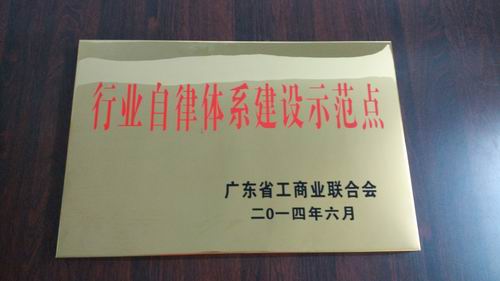 行业自律体系建设示范点
广东省工商业联合会
二0一四年六月